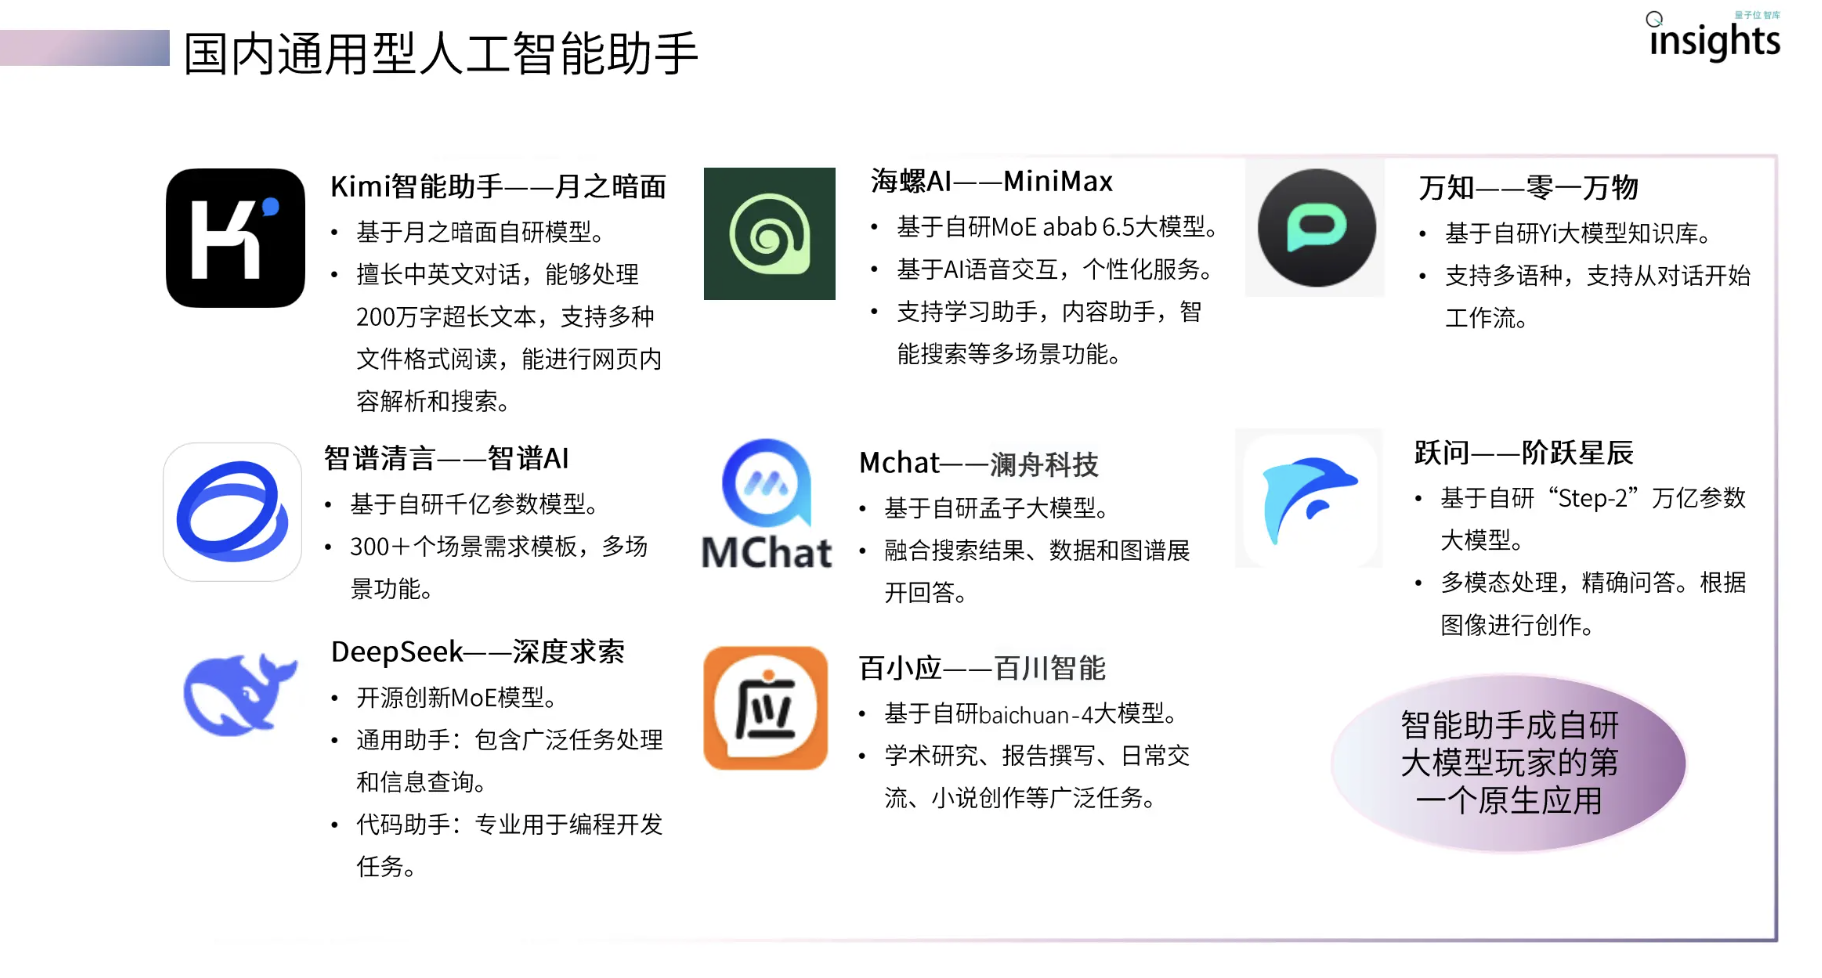 国内通用型人工智能助手
量子位 智库
insights
Kimi智能助手——月之暗面
• 基于月之暗面自研模型。
• 擅长中英文对话，能够处理
200万字超长文本，支持多种
文件格式阅读，能进行网页内
容解析和搜索。
海螺AI——MiniMax
• 基于自研MoE abab 6.5大模型。
• 基于AI语音交互，个性化服务。
• 支持学习助手，内容助手，智
能搜索等多场景功能。
万知——零一万物
• 基于自研Yi大模型知识库。
• 支持多语种，支持从对话开始
工作流。
智谱清言——智谱AI
• 基于自研千亿参数模型。
• 300＋个场景需求模板，多场
景功能。
MChat
Mchat——澜舟科技
• 基于自研孟子大模型。
• 融合搜索结果、数据和图谱展
开回答。
跃问——阶跃星辰
• 基于自研“Step-2”万亿参数
大模型。
• 多模态处理，精确问答。根据
图像进行创作。
DeepSeek——深度求索
• 开源创新MoE模型。
• 通用助手：包含广泛任务处理
和信息查询。
• 代码助手：专业用于编程开发
任务。
应
百小应——百川智能
• 基于自研baichuan-4大模型。
• 学术研究、报告撰写、日常交
流、小说创作等广泛任务。
智能助手成自研
大模型玩家的第
一个原生应用